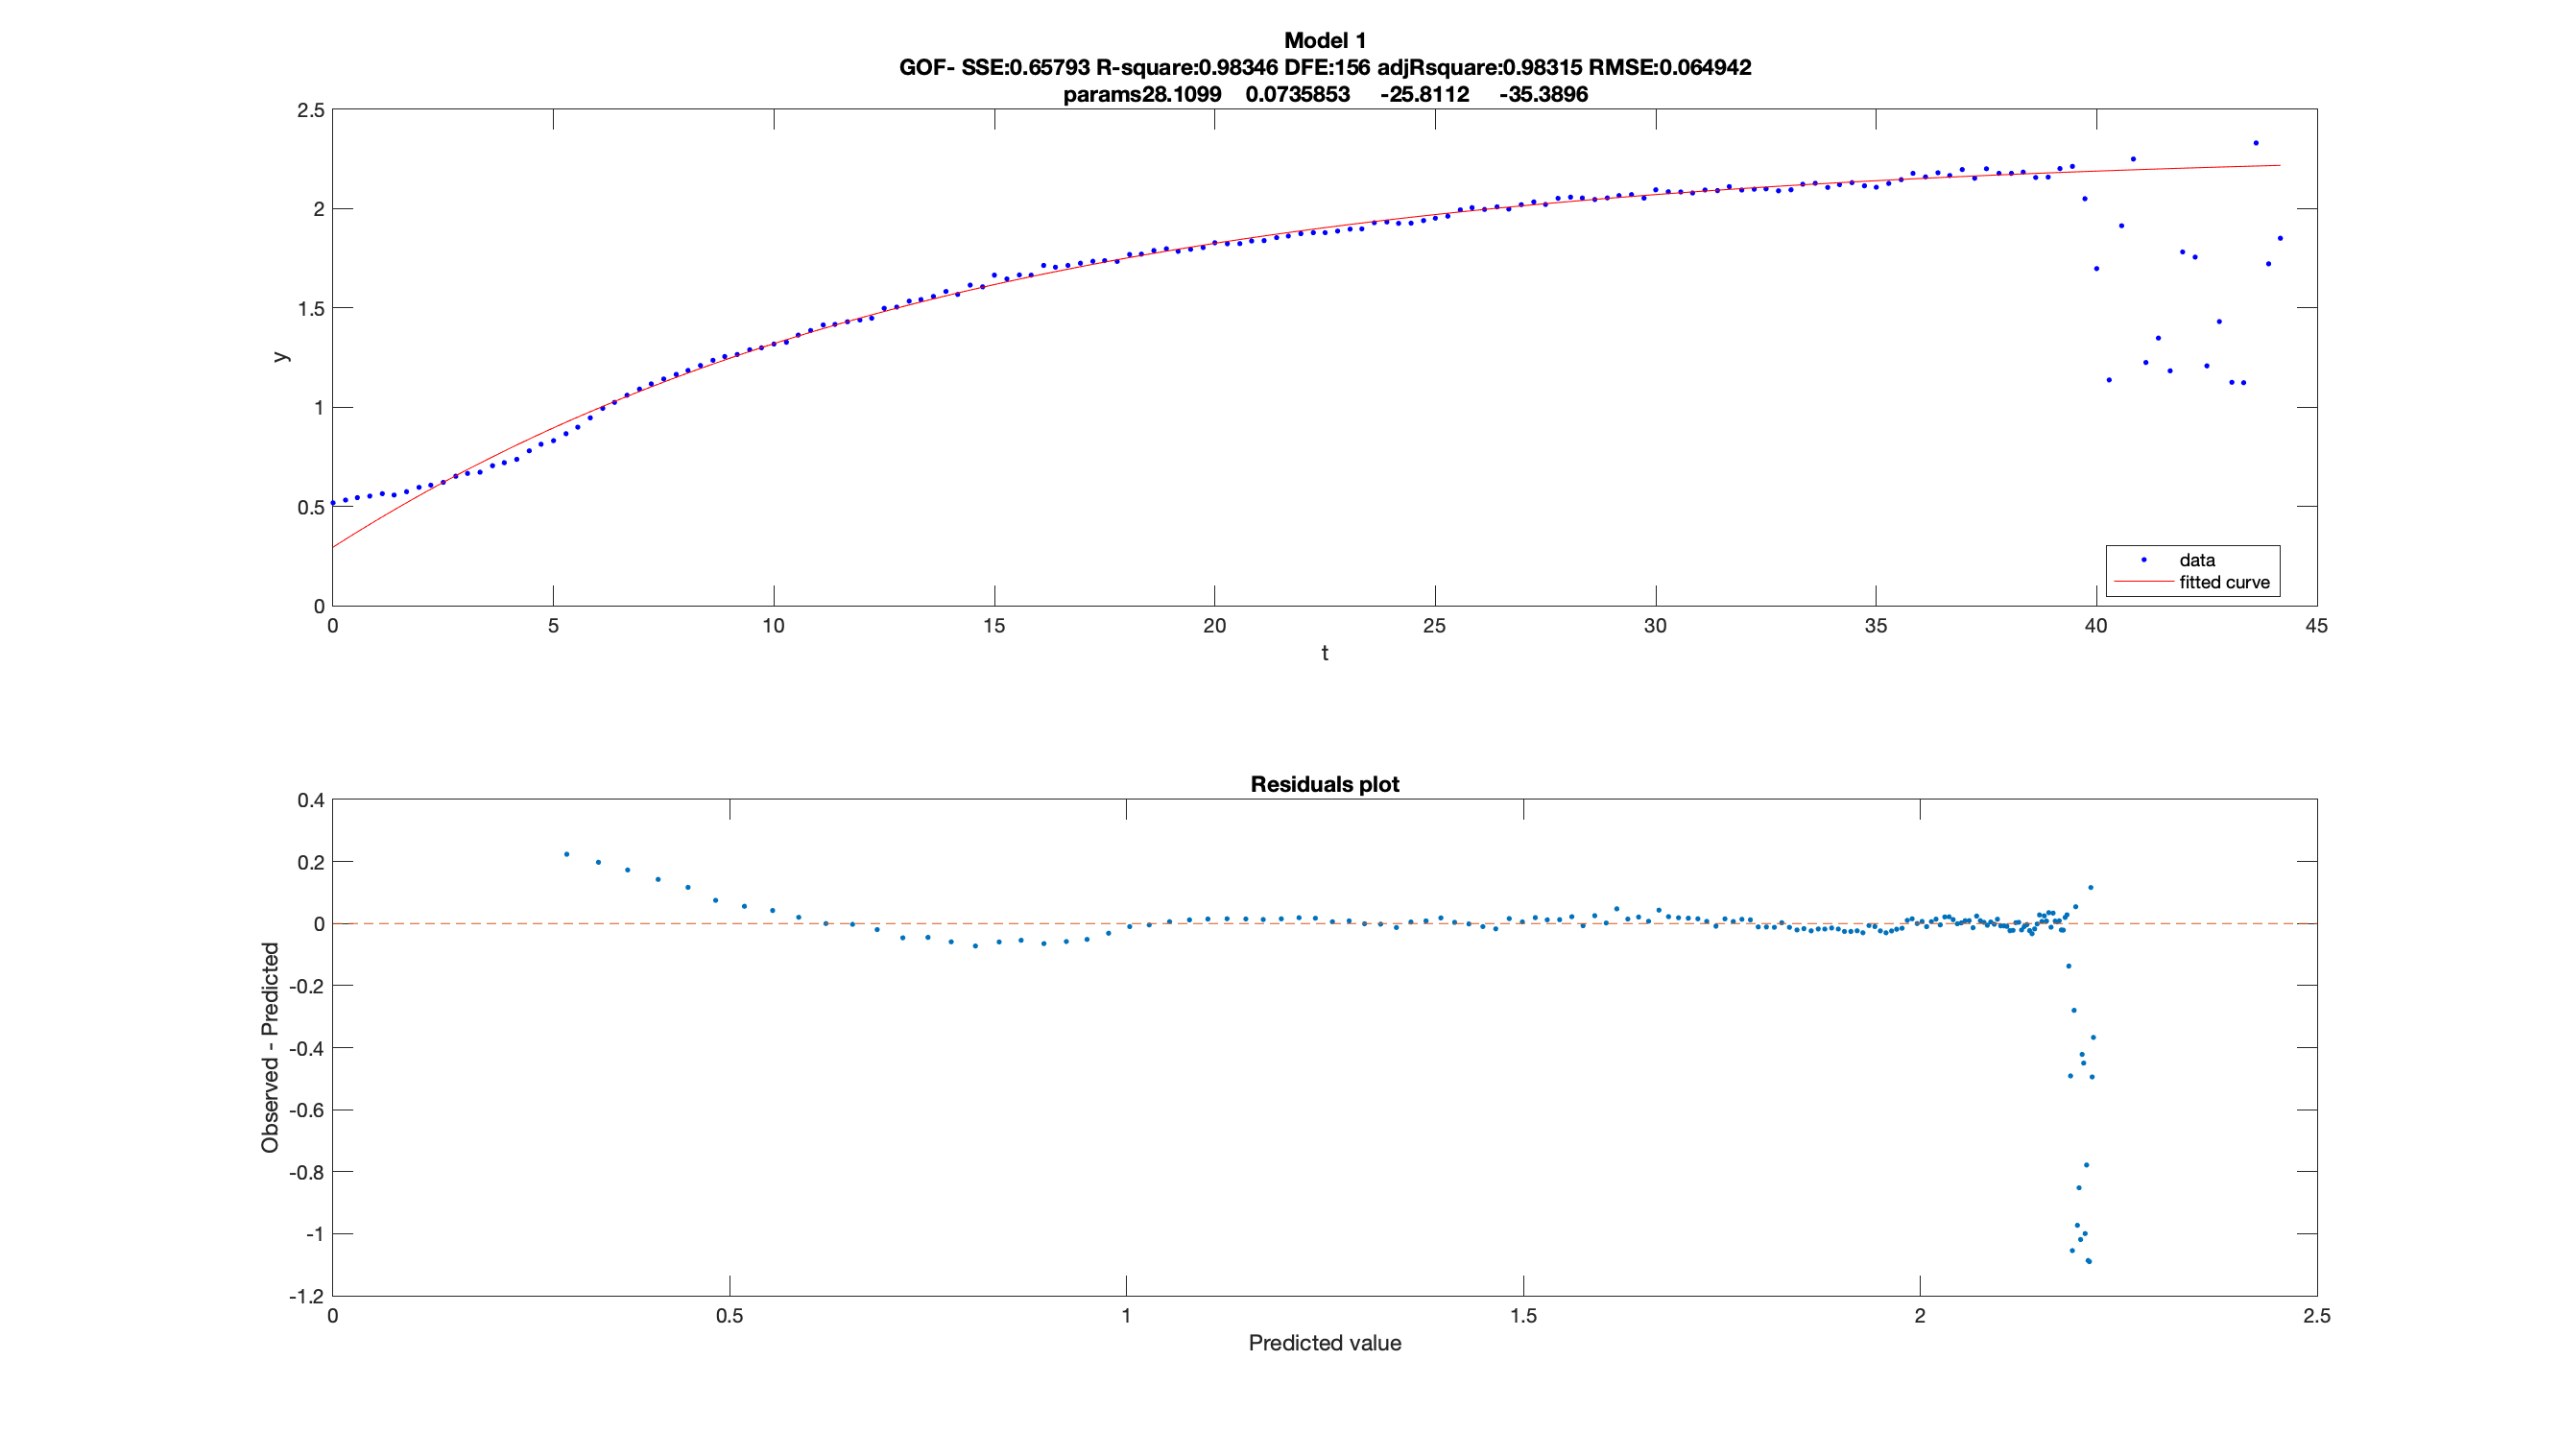 Model 1
GOF- SSE:0.65793 R-square:0.98346 DFE:156 adjRsquare:0.98315 RMSE:0.064942
params28.1099 0.0735853 -25.8112 -35.3896
2.5
2
1.5
1
0.5
0
y
0 5 10 15 20 25 30 35 40 45
t
data
fitted curve
Residuals plot
0.4
0.2
0
-0.2
-0.4
-0.6
-0.8
-1
-1.2
Observed - Predicted
0 0.5 1 1.5 2 2.5
Predicted value